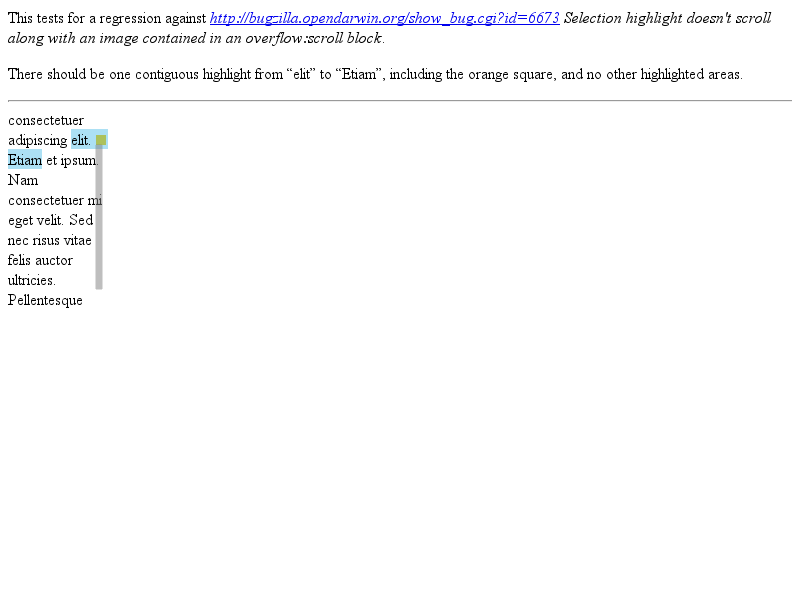 This tests for a regression against http://bugzilla.opendarwin.org/show_bug.cgi?id=6673 Selection highlight doesn't scroll
along with an image contained in an overflow:scroll block.
There should be one contiguous highlight from “elit” to “Etiam”, including the orange square, and no other highlighted areas.
consectetuer
adipiscing elit.
Etiam et ipsum.
Nam
consectetuer mi
eget velit. Sed
nec risus vitae
felis auctor
ultricies.
Pellentesque